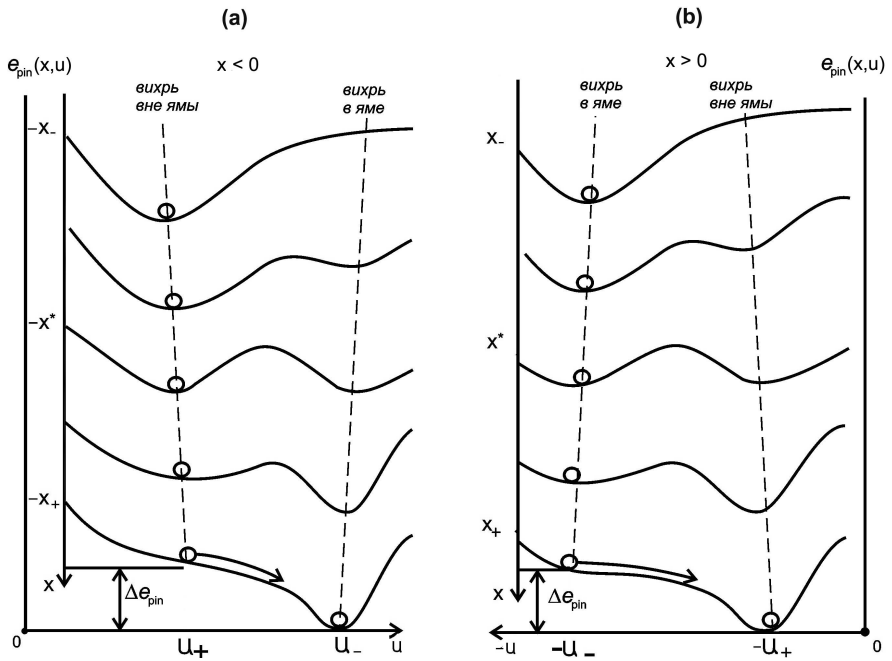 (a)
e_pin(x,u)
x < 0
вихрь
вне ямы
вихрь
в яме
−x_-
−x*
−x_+
x
Δe_pin
0
u_+
u_-
u
(b)
x > 0
e_pin(x,u)
вихрь
в яме
вихрь
вне ямы
x_-
x*
x_+
x
Δe_pin
-u
-u_-
-u_+
0